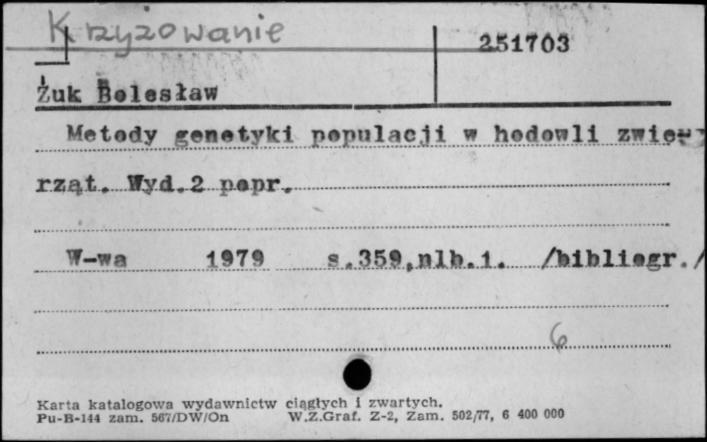 Krzyżowanie
251703
Żuk Bolesław
Metody genetyki populacji w hodowli zwie-
rząt. Wyd.2 popr.
W-wa 1979 s.359,nlb.1. /bibliogr./
6
Karta katalogowa wydawnictw ciągłych i zwartych.
Pu-B-144 zam. 567/DW/On W.Z.Graf. Z-2, Zam. 502/77, 6 400 000